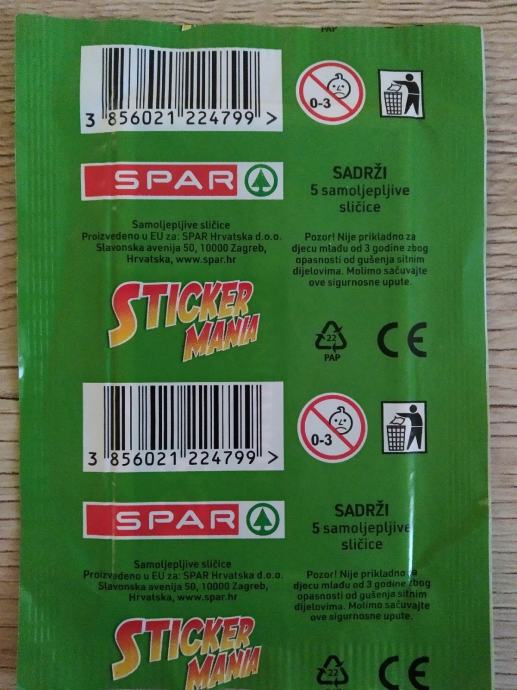 PAP
3 856021 224799 >
0-3
SPAR
SADRŽI
5 samoljepljive
sličice
Samoljepljive sličice
Proizvedeno u EU za: SPAR Hrvatska d.o.o.
Slavonska avenija 50, 10000 Zagreb,
Hrvatska, www.spar.hr
Pozor! Nije prikladno za
djecu mlađu od 3 godine zbog
opasnosti od gušenja sitnim
dijelovima. Molimo sačuvajte
ove sigurnosne upute.
STICKER
MANIA
22
PAP
CE
3 856021 224799 >
0-3
SPAR
SADRŽI
5 samoljepljive
sličice
Samoljepljive sličice
Proizvedeno u EU za: SPAR Hrvatska d.o.o.
Slavonska avenija 50, 10000 Zagreb,
Hrvatska, www.spar.hr
Pozor! Nije prikladno za
djecu mlađu od 3 godine zbog
opasnosti od gušenja sitnim
dijelovima. Molimo sačuvajte
ove sigurnosne upute.
STICKER
MANIA
22
CE